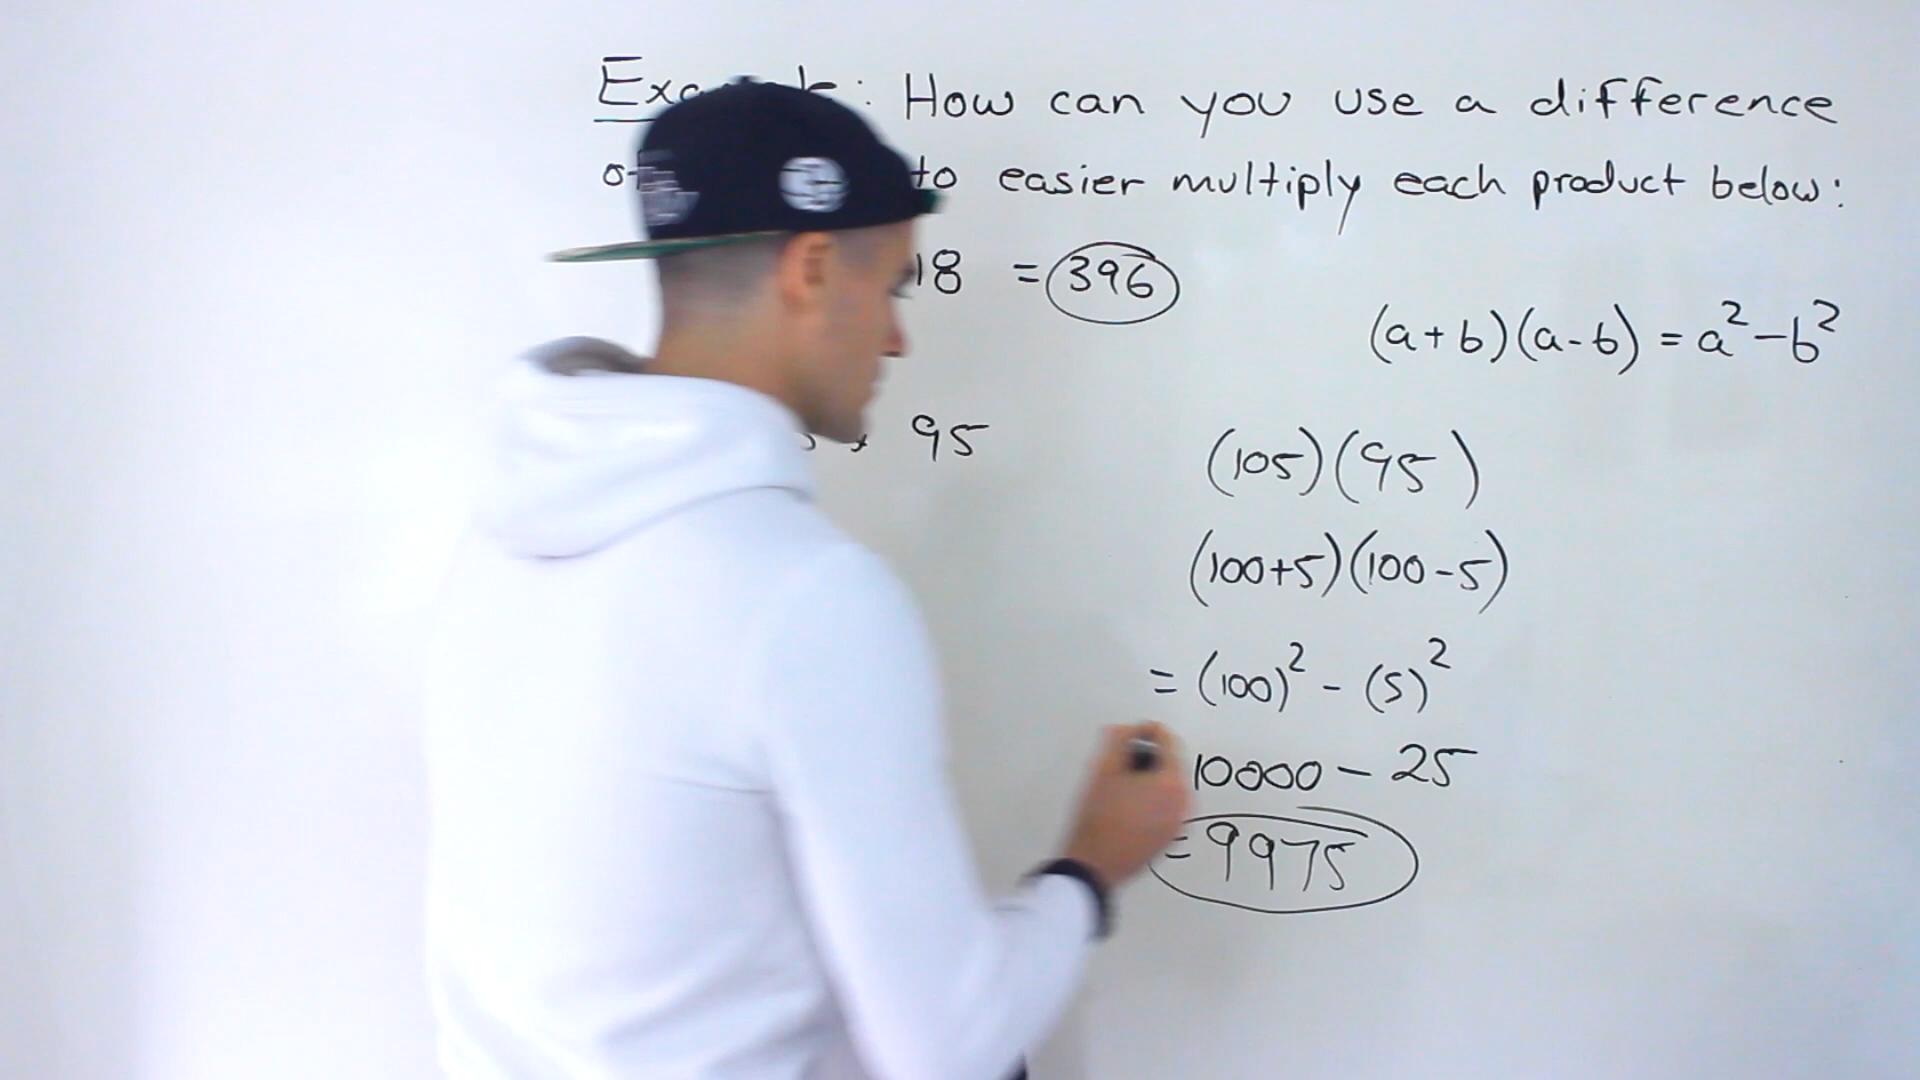 How can you use a difference
to easier multiply each product below:
18 = 396
(a+b)(a-b) = a² - b²
95
(105)(95)
(100+5)(100-5)
= (100)² - (5)²
10000 - 25
= 9975